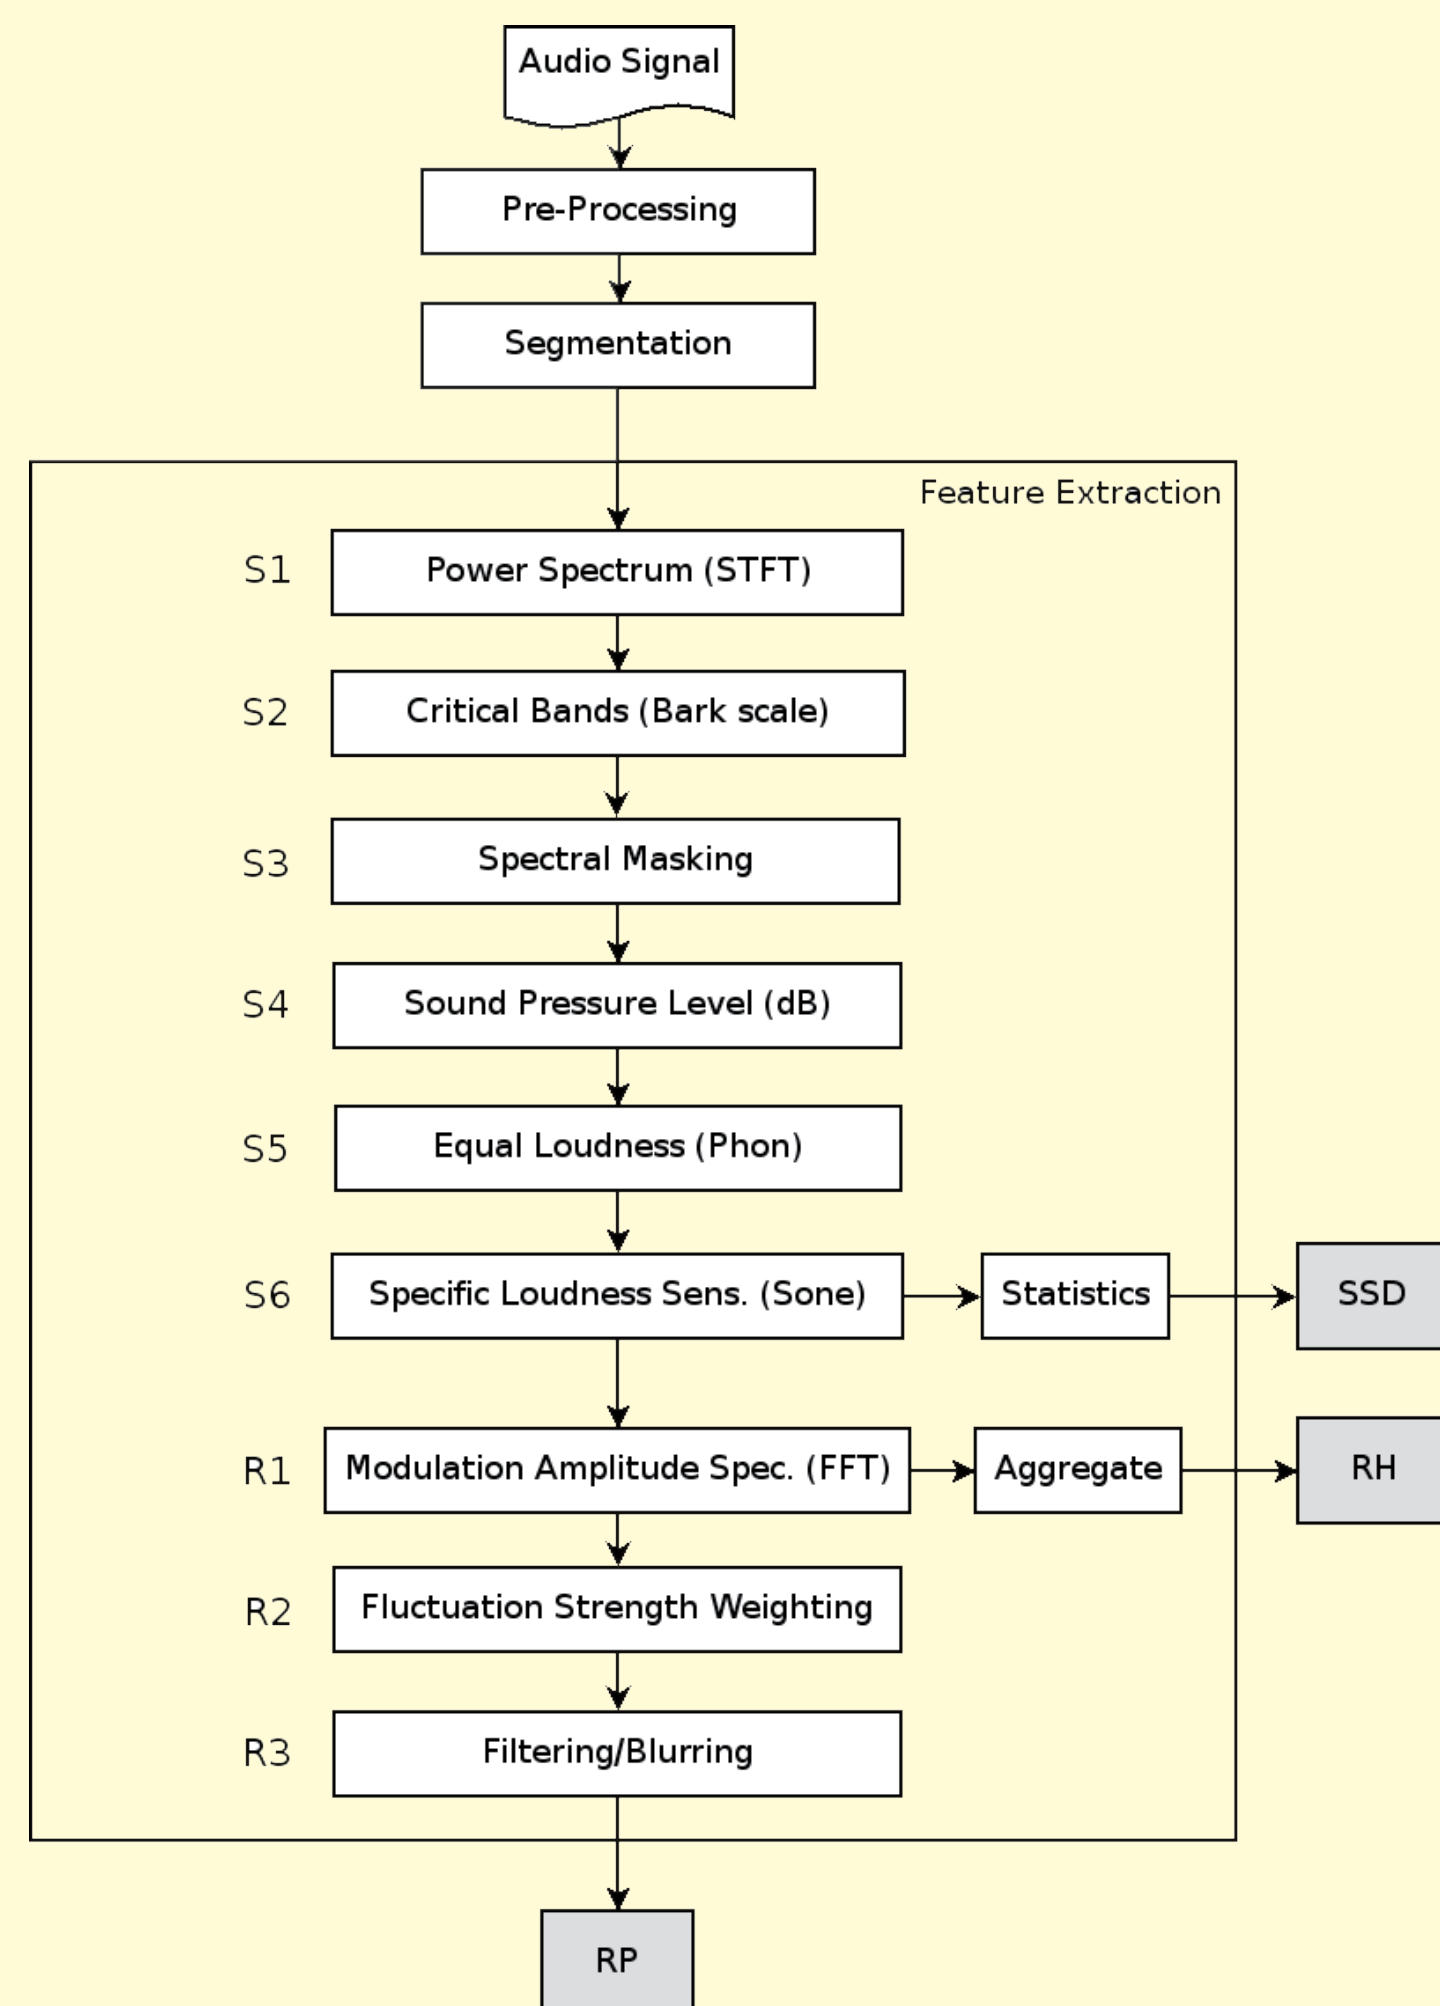 Audio Signal
Pre-Processing
Segmentation
Feature Extraction
S1 Power Spectrum (STFT)
S2 Critical Bands (Bark scale)
S3 Spectral Masking
S4 Sound Pressure Level (dB)
S5 Equal Loudness (Phon)
S6 Specific Loudness Sens. (Sone) Statistics SSD
R1 Modulation Amplitude Spec. (FFT) Aggregate RH
R2 Fluctuation Strength Weighting
R3 Filtering/Blurring
RP